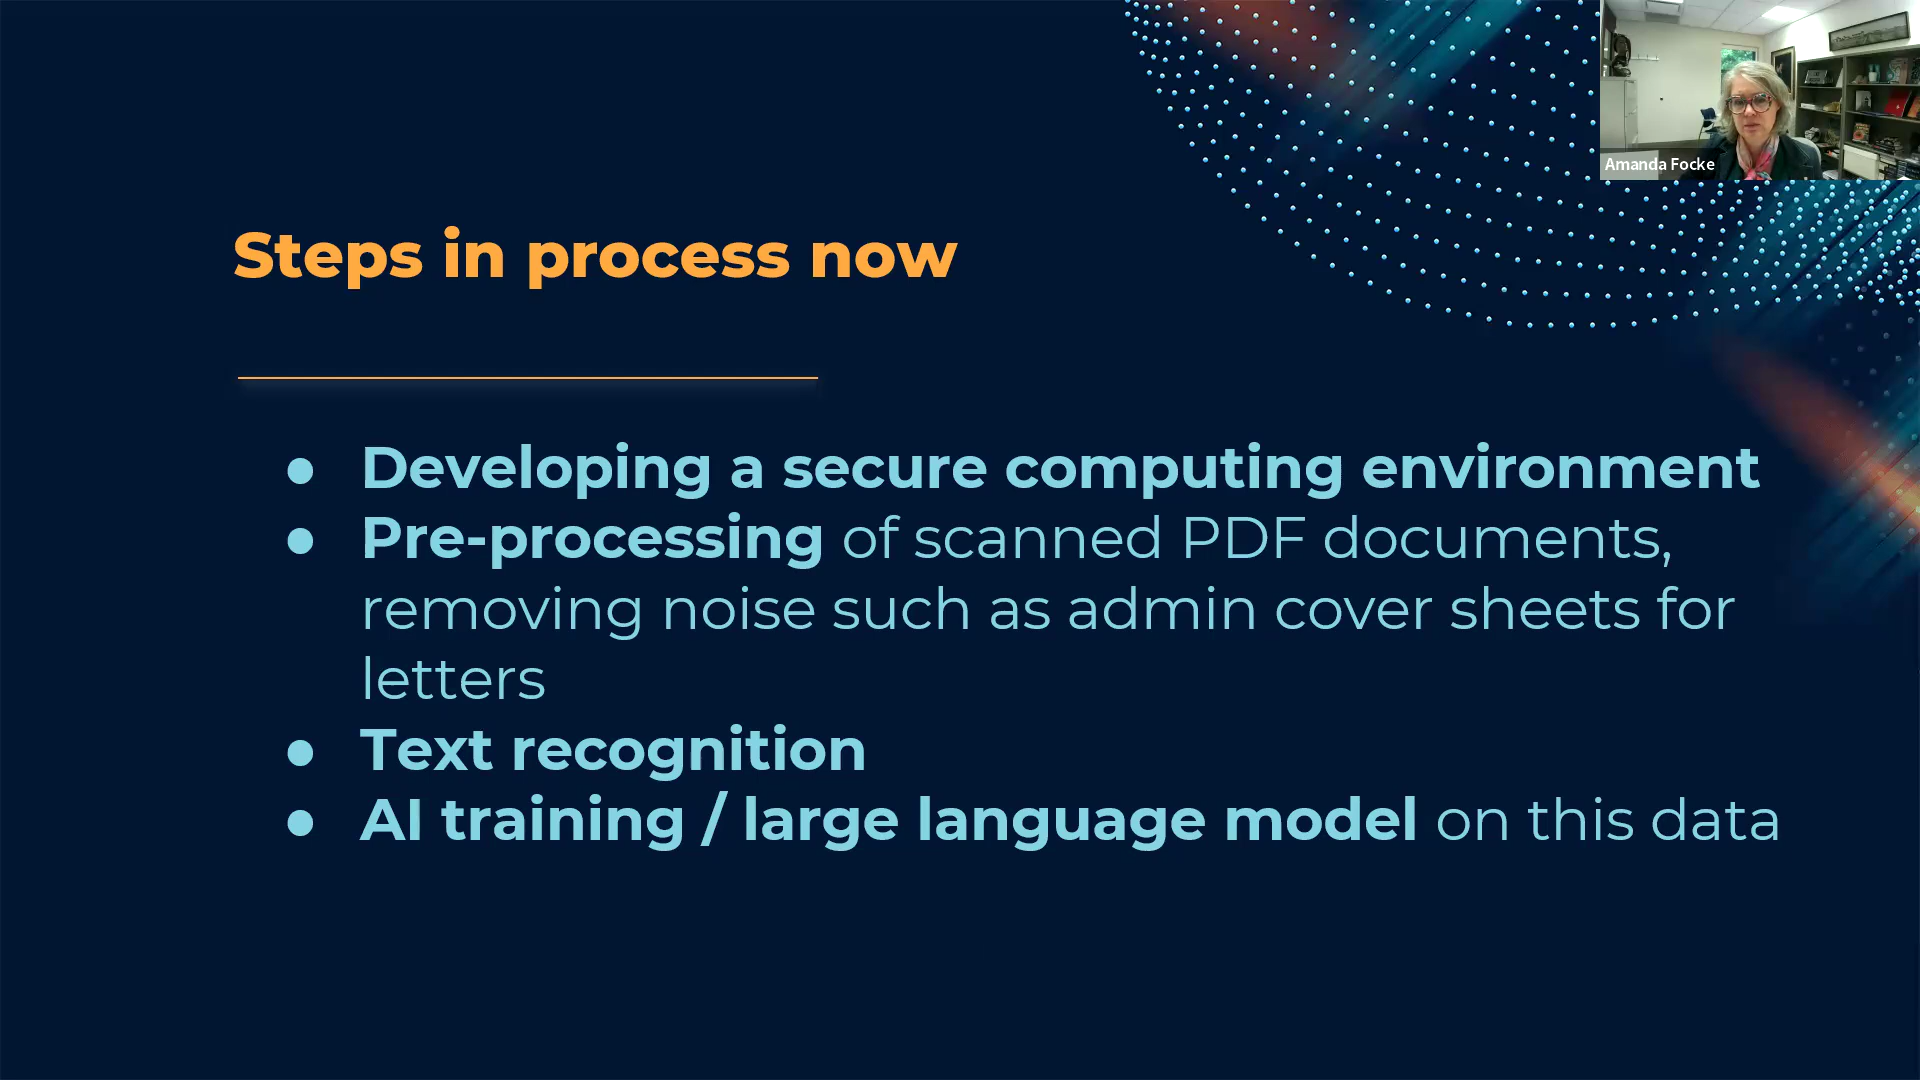 Amanda Focke
Steps in process now
● Developing a secure computing environment
● Pre-processing of scanned PDF documents,
removing noise such as admin cover sheets for
letters
● Text recognition
● AI training / large language model on this data